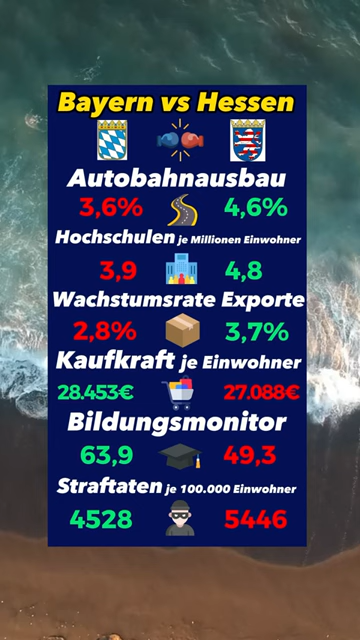 Bayern vs Hessen
Autobahnausbau
3,6% 4,6%
Hochschulen je Millionen Einwohner
3,9 4,8
Wachstumsrate Exporte
2,8% 3,7%
Kaufkraft je Einwohner
28.453€ 27.088€
Bildungsmonitor
63,9 49,3
Straftaten je 100.000 Einwohner
4528 5446